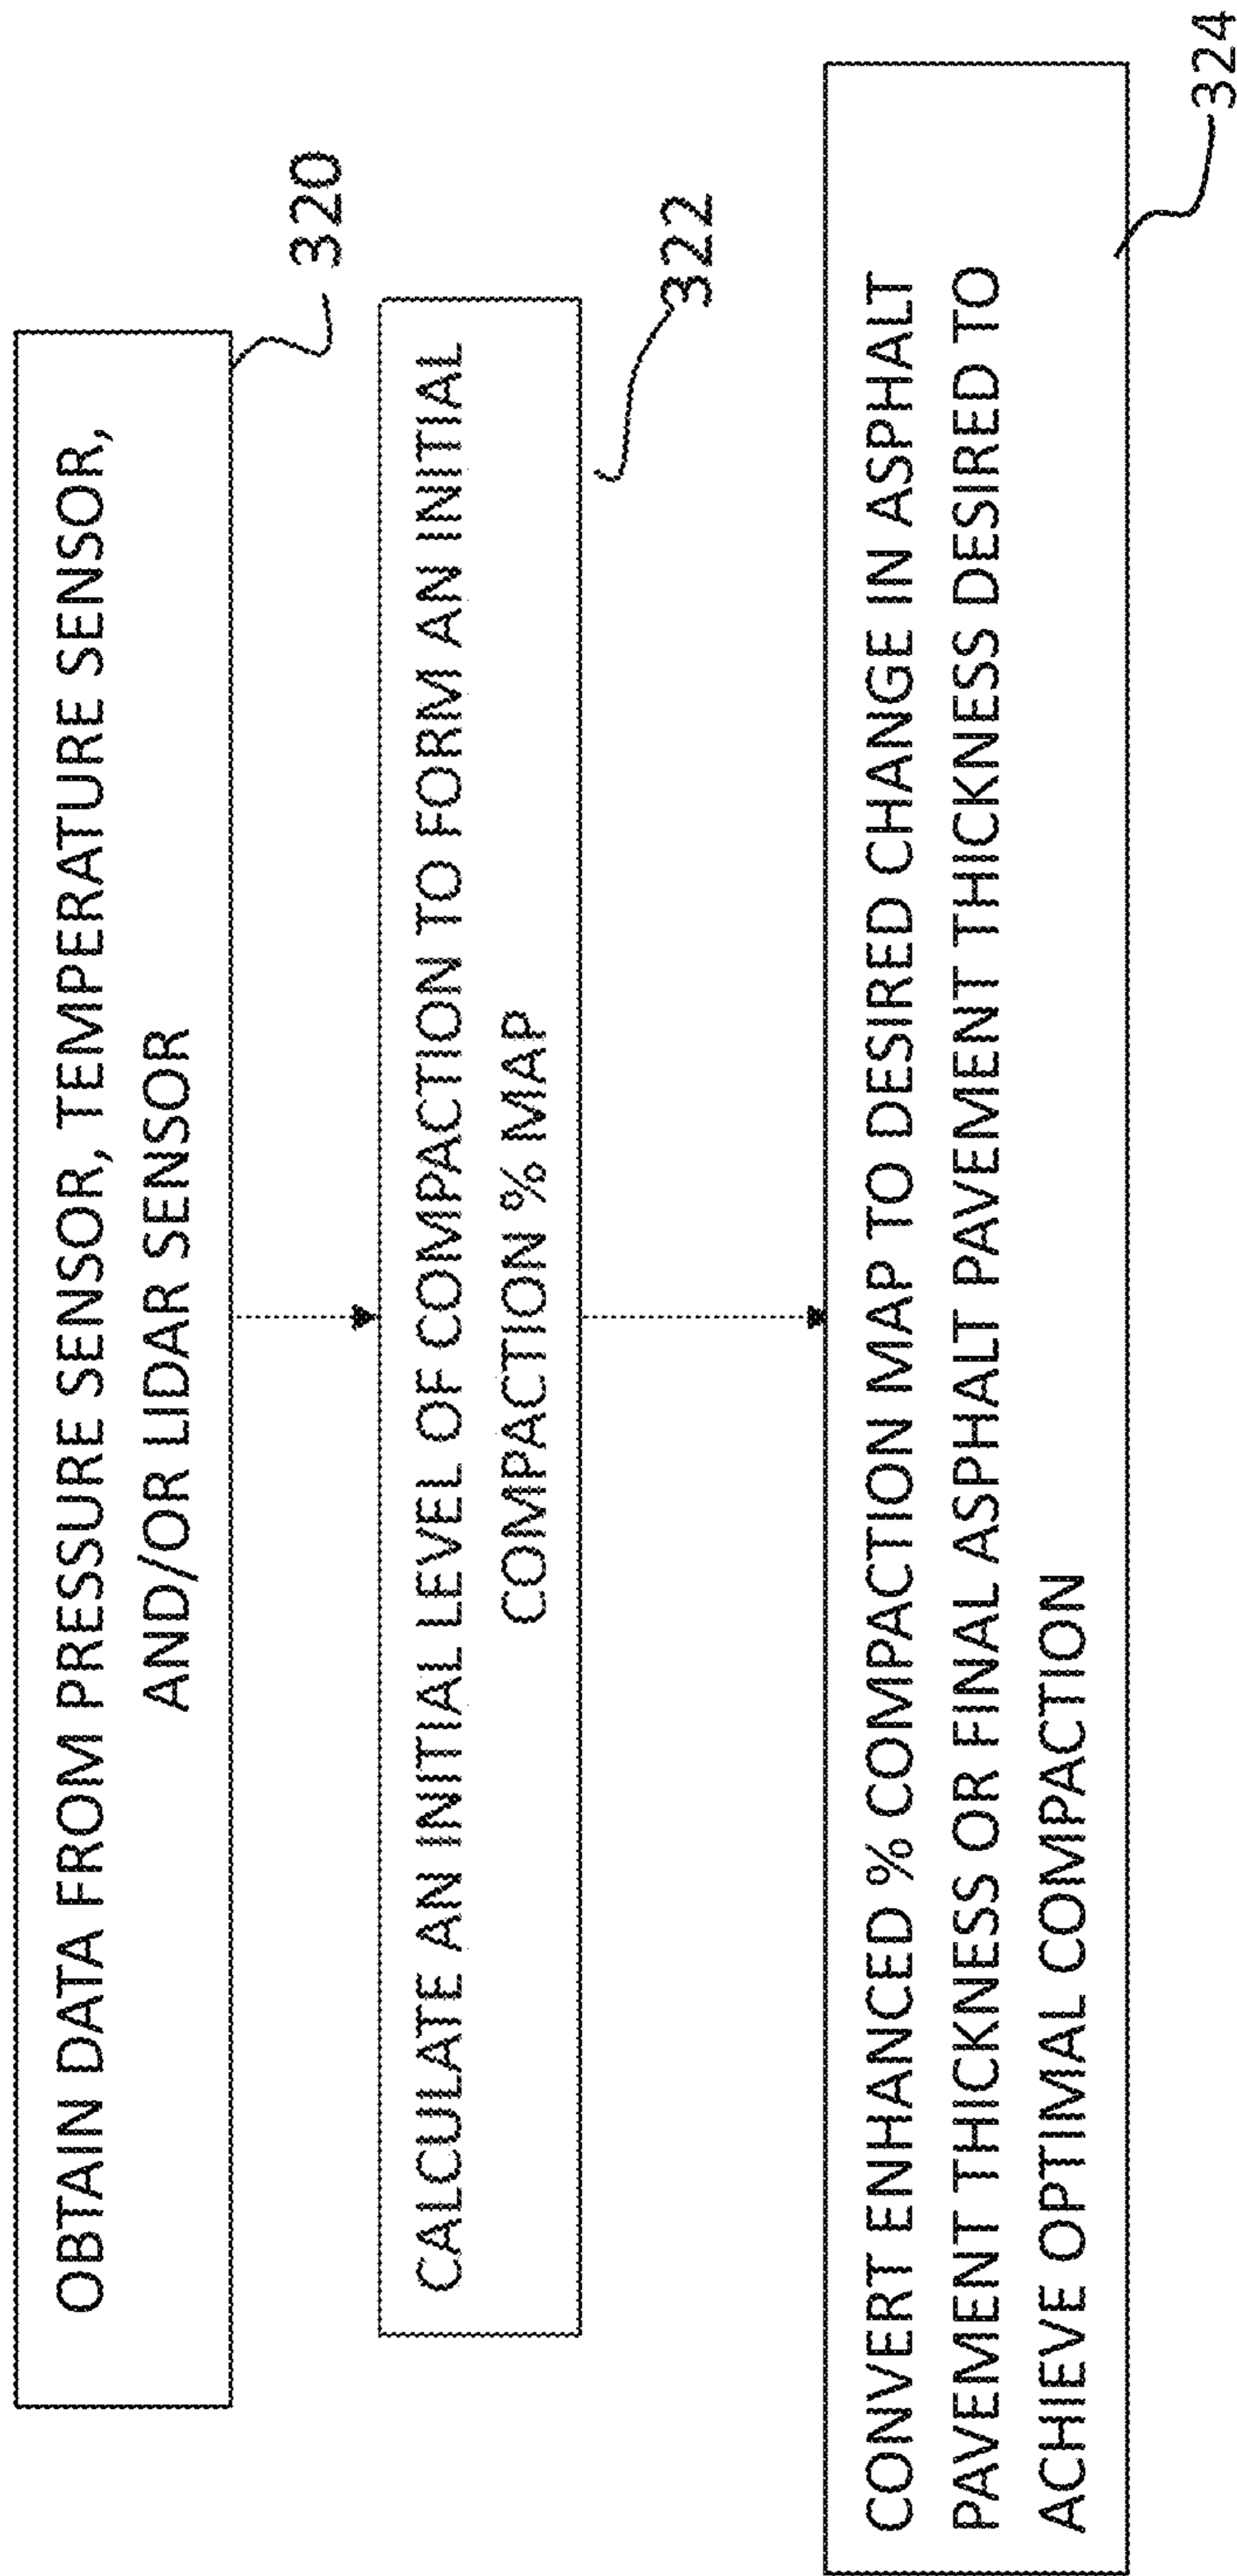 OBTAIN DATA FROM PRESSURE SENSOR, TEMPERATURE SENSOR,
AND/OR LIDAR SENSOR
320
CALCULATE AN INITIAL LEVEL OF COMPACTION TO FORM AN INITIAL
COMPACTION % MAP
322
CONVERT ENHANCED % COMPACTION MAP TO DESIRED CHANGE IN ASPHALT
PAVEMENT THICKNESS OR FINAL ASPHALT PAVEMENT THICKNESS DESIRED TO
ACHIEVE OPTIMAL COMPACTION
324